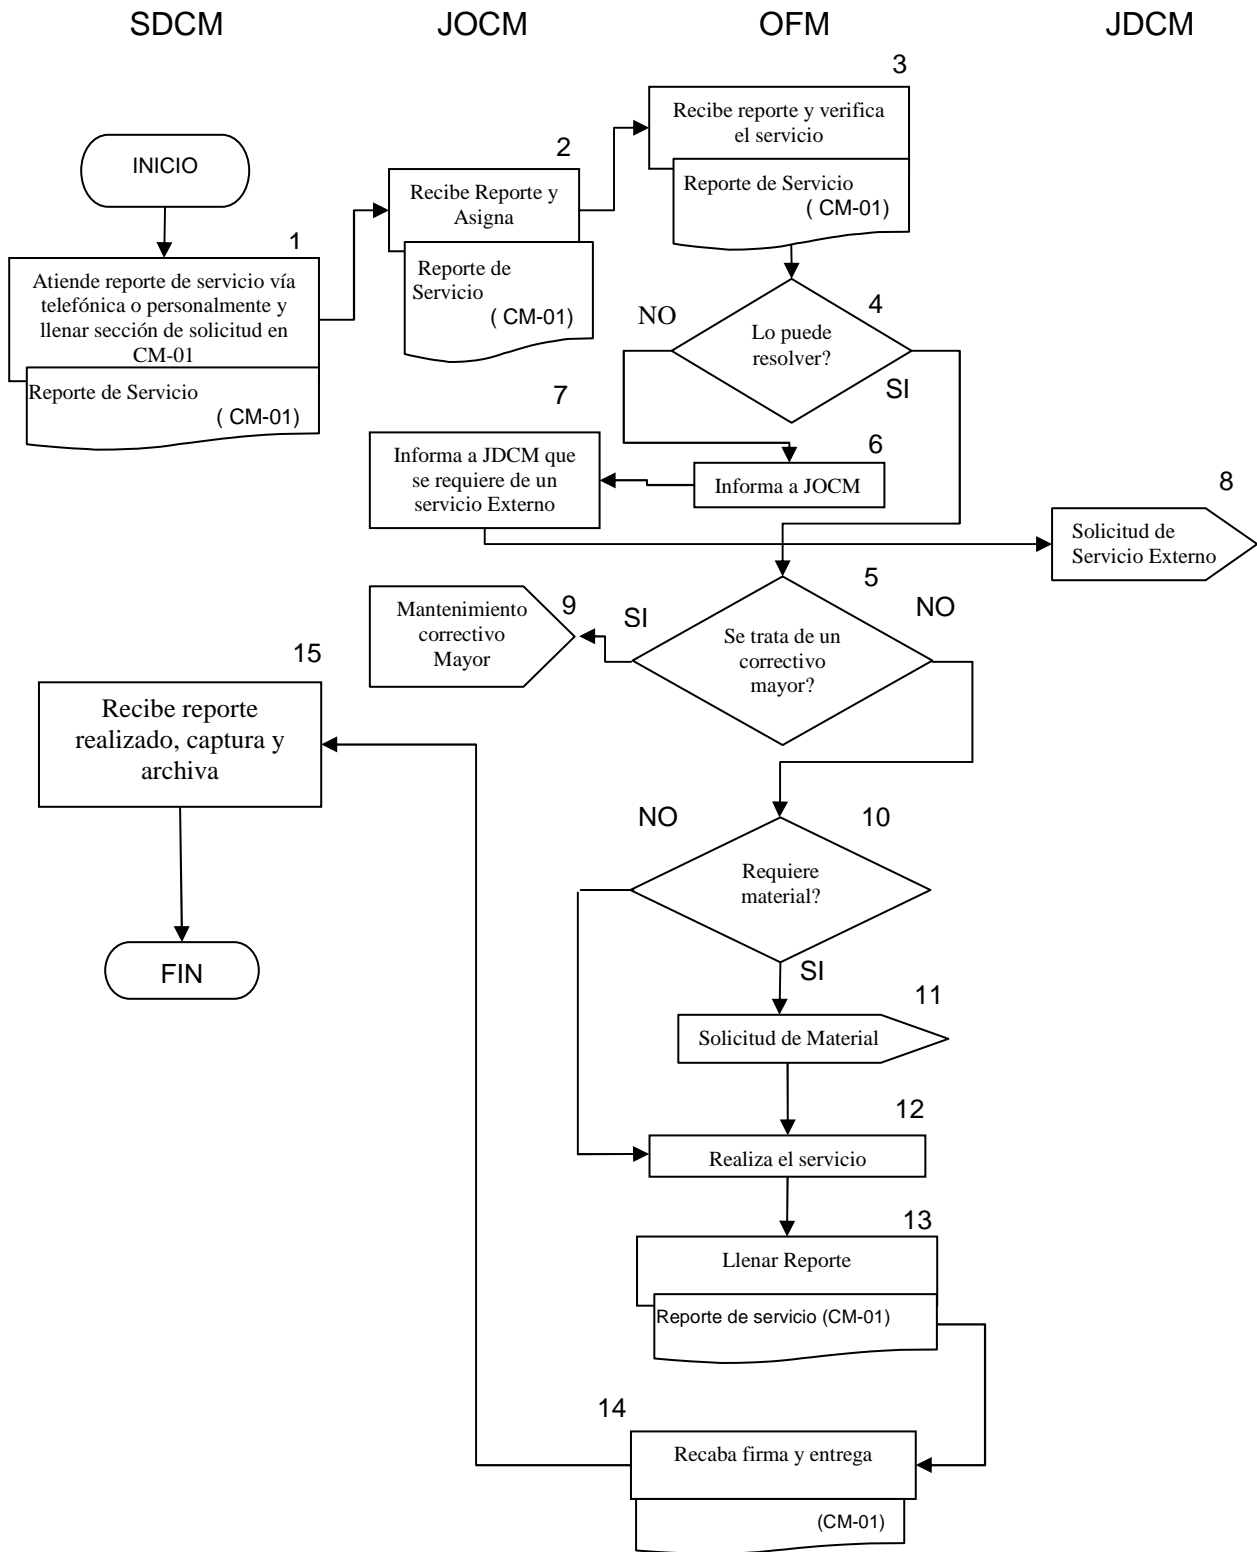 SDCM
JOCM
OFM
JDCM
INICIO
1
Atiende reporte de servicio vía
telefónica o personalmente y
llenar sección de solicitud en
CM-01
Reporte de Servicio
( CM-01)
2
Recibe Reporte y
Asigna
Reporte de
Servicio
( CM-01)
3
Recibe reporte y verifica
el servicio
Reporte de Servicio
( CM-01)
4
NO
Lo puede
resolver?
SI
7
Informa a JDCM que
se requiere de un
servicio Externo
6
Informa a JOCM
8
Solicitud de
Servicio Externo
5
NO
SI
Se trata de un
correctivo
mayor?
9
Mantenimiento
correctivo
Mayor
15
Recibe reporte
realizado, captura y
archiva
FIN
NO
10
Requiere
material?
SI
11
Solicitud de Material
12
Realiza el servicio
13
Llenar Reporte
Reporte de servicio (CM-01)
14
Recaba firma y entrega
(CM-01)